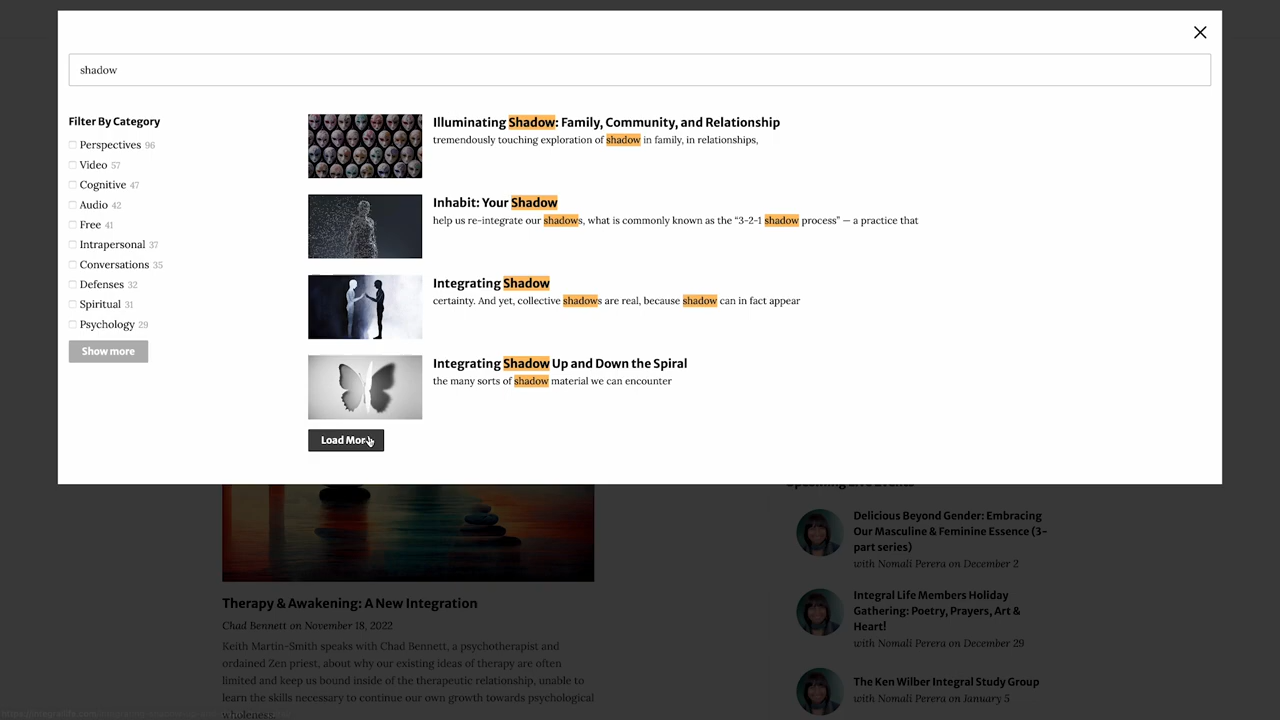 shadow
Filter By Category
Perspectives 96
Video 57
Cognitive 47
Audio 42
Free 41
Intrapersonal 37
Conversations 35
Defenses 32
Spiritual 31
Psychology 29
Show more
Illuminating Shadow: Family, Community, and Relationship
tremendously touching exploration of shadow in family, in relationships,
Inhabit: Your Shadow
help us re-integrate our shadows, what is commonly known as the “3-2-1 shadow process” — a practice that
Integrating Shadow
certainty. And yet, collective shadows are real, because shadow can in fact appear
Integrating Shadow Up and Down the Spiral
the many sorts of shadow material we can encounter
Load More
Therapy & Awakening: A New Integration
Chad Bennett on November 18, 2022
Keith Martin-Smith speaks with Chad Bennett, a psychotherapist and
ordained Zen priest, about why our existing ideas of therapy are often
limited and keep us bound inside of the therapeutic relationship, unable to
learn the skills necessary to continue our own growth towards psychological
wholeness.
Upcoming Live Events
Delicious Beyond Gender: Embracing
Our Masculine & Feminine Essence (3-
part series)
with Nomali Perera on December 2
Integral Life Members Holiday
Gathering: Poetry, Prayers, Art &
Heart!
with Nomali Perera on December 29
The Ken Wilber Integral Study Group
with Nomali Perera on January 5